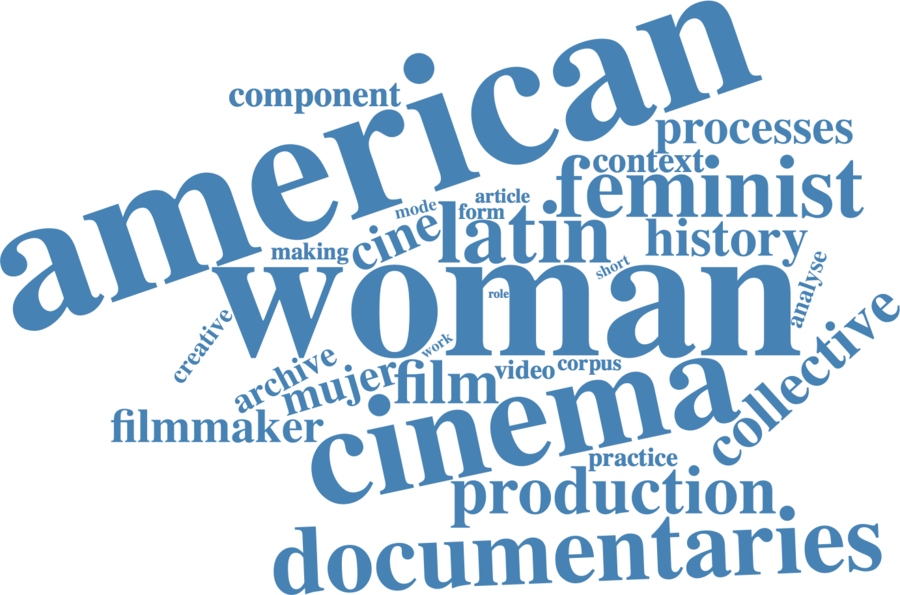 american
component
processes
context
feminist
article
mode
form
latin
cine
history
making
woman
short
role
analyse
creative
work
collective
archive
mujer
film
video
corpus
cinema
filmmaker
practice
production
documentaries